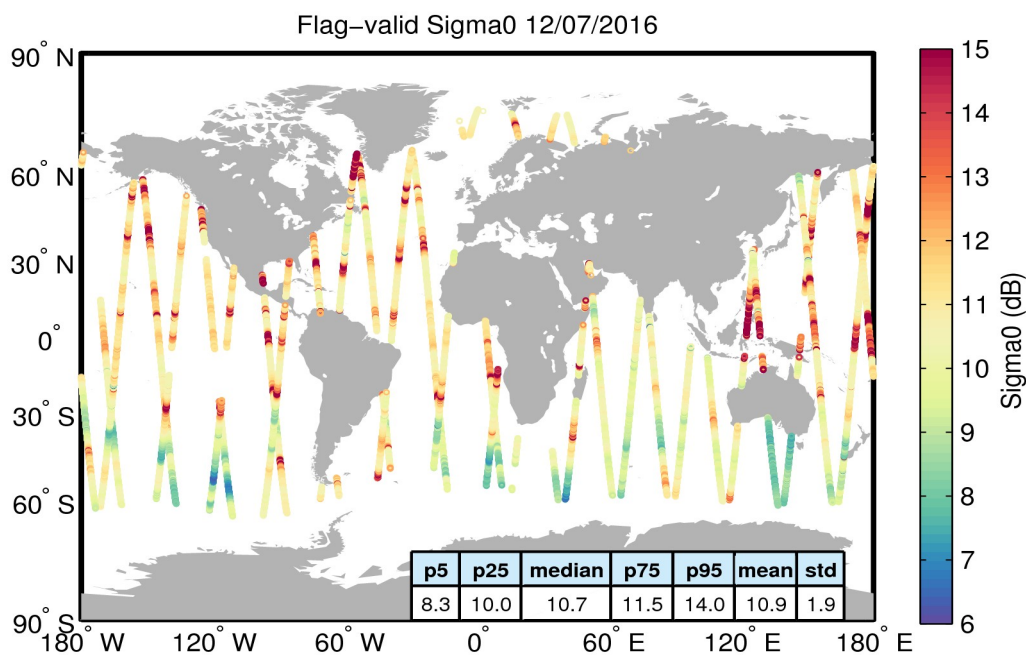 Flag−valid Sigma0 12/07/2016
90° N
60° N
30° N
0°
30° S
60° S
90° S
180° W
120° W
60° W
0°
60° E
120° E
180° E
p5 p25 median p75 p95 mean std
8.3 10.0 10.7 11.5 14.0 10.9 1.9
15
14
13
12
11
10
9
8
7
6
Sigma0 (dB)